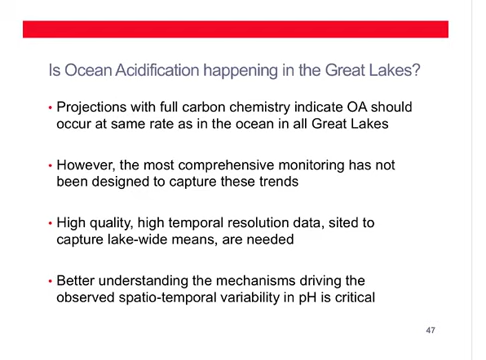 Is Ocean Acidification happening in the Great Lakes?
• Projections with full carbon chemistry indicate OA should
occur at same rate as in the ocean in all Great Lakes
• However, the most comprehensive monitoring has not
been designed to capture these trends
• High quality, high temporal resolution data, sited to
capture lake-wide means, are needed
• Better understanding the mechanisms driving the
observed spatio-temporal variability in pH is critical
47